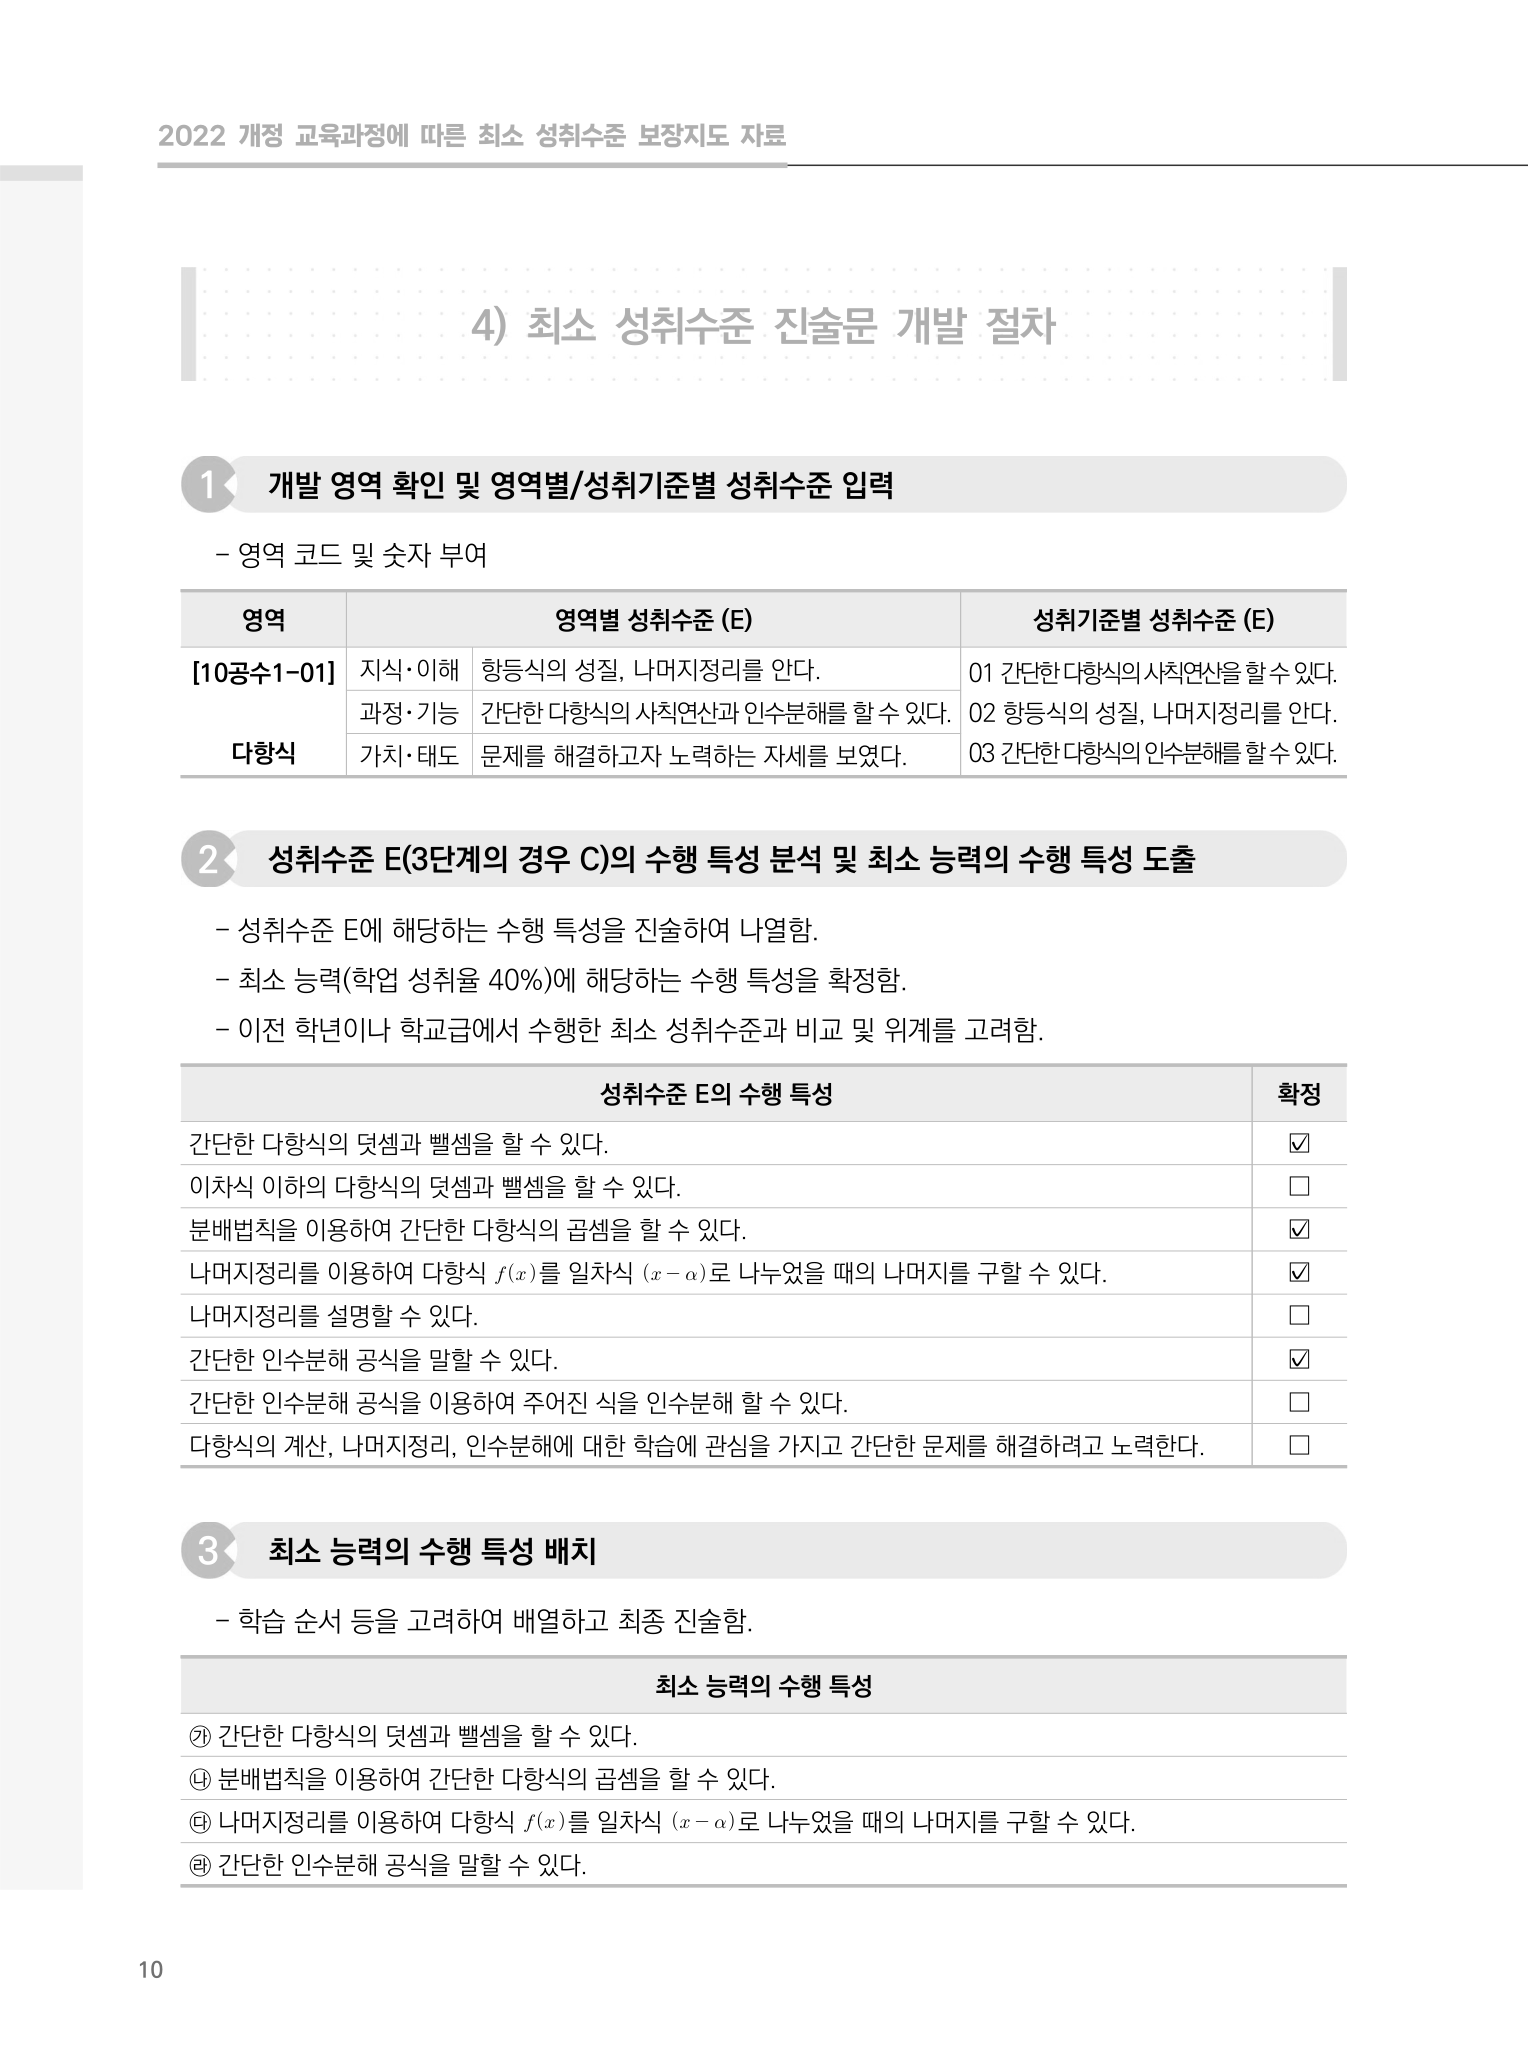 2022 개정 교육과정에 따른 최소 성취수준 보장지도 자료
4) 최소 성취수준 진술문 개발 절차
1 개발 영역 확인 및 영역별/성취기준별 성취수준 입력
– 영역 코드 및 숫자 부여
영역 영역별 성취수준 (E) 성취기준별 성취수준 (E)
[10공수1-01] 지식·이해 항등식의 성질, 나머지정리를 안다. 01 간단한 다항식의 사칙연산을 할 수 있다.
과정·기능 간단한 다항식의 사칙연산과 인수분해를 할 수 있다. 02 항등식의 성질, 나머지정리를 안다.
다항식 가치·태도 문제를 해결하고자 노력하는 자세를 보였다. 03 간단한 다항식의 인수분해를 할 수 있다.
2 성취수준 E(3단계의 경우 C)의 수행 특성 분석 및 최소 능력의 수행 특성 도출
– 성취수준 E에 해당하는 수행 특성을 진술하여 나열함.
– 최소 능력(학업 성취율 40%)에 해당하는 수행 특성을 확정함.
– 이전 학년이나 학교급에서 수행한 최소 성취수준과 비교 및 위계를 고려함.
성취수준 E의 수행 특성 확정
간단한 다항식의 덧셈과 뺄셈을 할 수 있다. ☑
이차식 이하의 다항식의 덧셈과 뺄셈을 할 수 있다. □
분배법칙을 이용하여 간단한 다항식의 곱셈을 할 수 있다. ☑
나머지정리를 이용하여 다항식 f(x)를 일차식 (x-α)로 나누었을 때의 나머지를 구할 수 있다. ☑
나머지정리를 설명할 수 있다. □
간단한 인수분해 공식을 말할 수 있다. ☑
간단한 인수분해 공식을 이용하여 주어진 식을 인수분해 할 수 있다. □
다항식의 계산, 나머지정리, 인수분해에 대한 학습에 관심을 가지고 간단한 문제를 해결하려고 노력한다. □
3 최소 능력의 수행 특성 배치
– 학습 순서 등을 고려하여 배열하고 최종 진술함.
최소 능력의 수행 특성
㉮ 간단한 다항식의 덧셈과 뺄셈을 할 수 있다.
㉯ 분배법칙을 이용하여 간단한 다항식의 곱셈을 할 수 있다.
㉰ 나머지정리를 이용하여 다항식 f(x)를 일차식 (x-α)로 나누었을 때의 나머지를 구할 수 있다.
㉱ 간단한 인수분해 공식을 말할 수 있다.
10